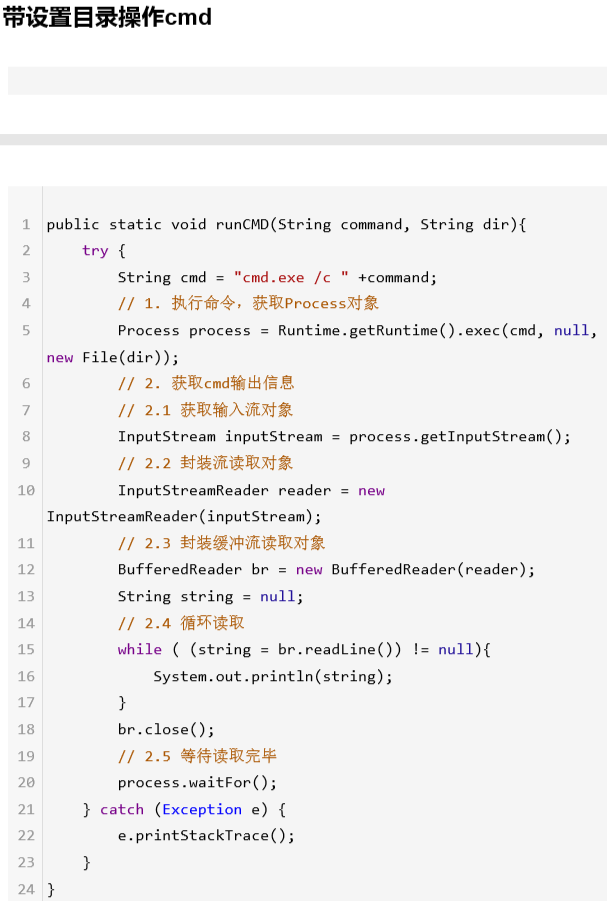 带设置目录操作cmd
1 public static void runCMD(String command, String dir){
2     try {
3         String cmd = "cmd.exe /c " +command;
4         // 1. 执行命令，获取Process对象
5         Process process = Runtime.getRuntime().exec(cmd, null,
new File(dir));
6         // 2. 获取cmd输出信息
7         // 2.1 获取输入流对象
8         InputStream inputStream = process.getInputStream();
9         // 2.2 封装流读取对象
10         InputStreamReader reader = new
InputStreamReader(inputStream);
11         // 2.3 封装缓冲流读取对象
12         BufferedReader br = new BufferedReader(reader);
13         String string = null;
14         // 2.4 循环读取
15         while ( (string = br.readLine()) != null){
16             System.out.println(string);
17         }
18         br.close();
19         // 2.5 等待读取完毕
20         process.waitFor();
21     } catch (Exception e) {
22         e.printStackTrace();
23     }
24 }